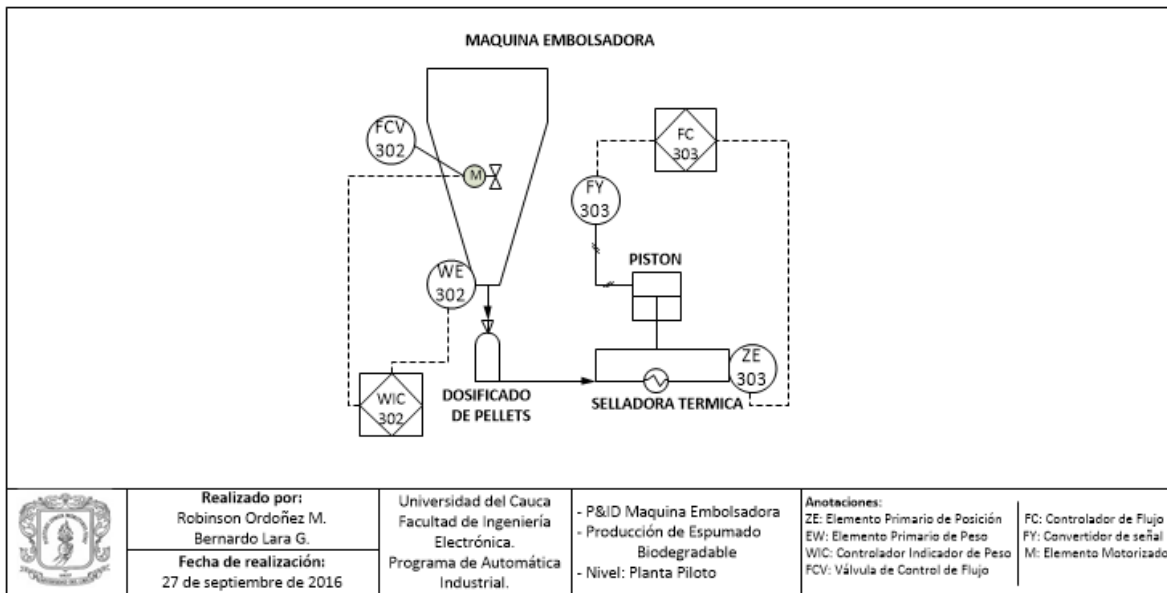 MAQUINA EMBOLSADORA
FCV
302
M
FC
303
FY
303
WE
302
PISTON
ZE
303
WIC
302
DOSIFICADO
DE PELLETS
SELLADORA TERMICA
Realizado por:
Robinson Ordoñez M.
Bernardo Lara G.
Fecha de realización:
27 de septiembre de 2016
Universidad del Cauca
Facultad de Ingeniería
Electrónica.
Programa de Automática
Industrial.
- P&ID Maquina Embolsadora
- Producción de Espumado
Biodegradable
- Nivel: Planta Piloto
Anotaciones:
ZE: Elemento Primario de Posición
EW: Elemento Primario de Peso
WIC: Controlador Indicador de Peso
FCV: Válvula de Control de Flujo
FC: Controlador de Flujo
FY: Convertidor de señal
M: Elemento Motorizado